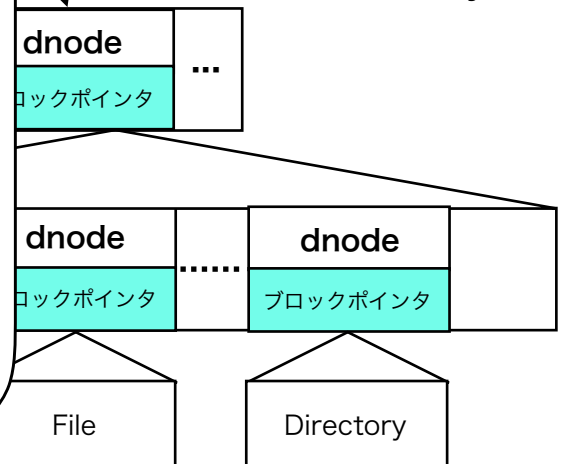 dnode
...
ロックポインタ
dnode
......
dnode
ロックポインタ
ブロックポインタ
File
Directory